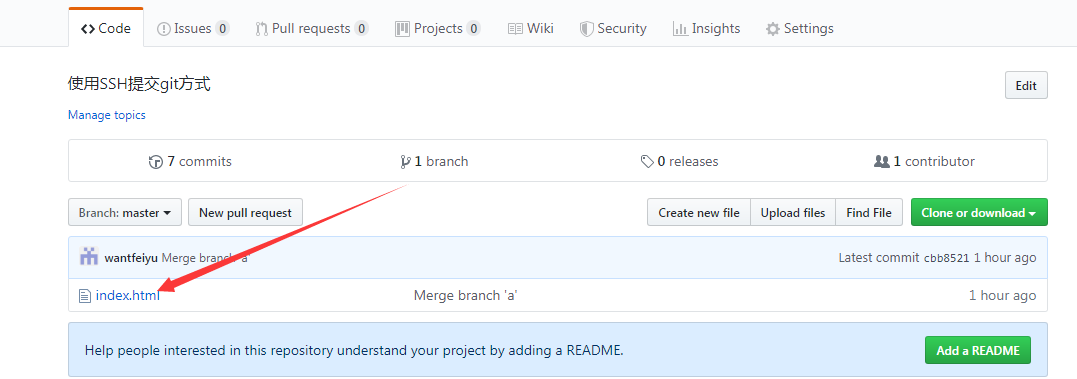 Code Issues 0 Pull requests 0 Projects 0 Wiki Security Insights Settings
使用SSH提交git方式 Edit
Manage topics
7 commits 1 branch 0 releases 1 contributor
Branch: master New pull request Create new file Upload files Find File Clone or download
wantfeiyu Merge branch 'a' Latest commit cbb8521 1 hour ago
index.html Merge branch 'a' 1 hour ago
Help people interested in this repository understand your project by adding a README. Add a README